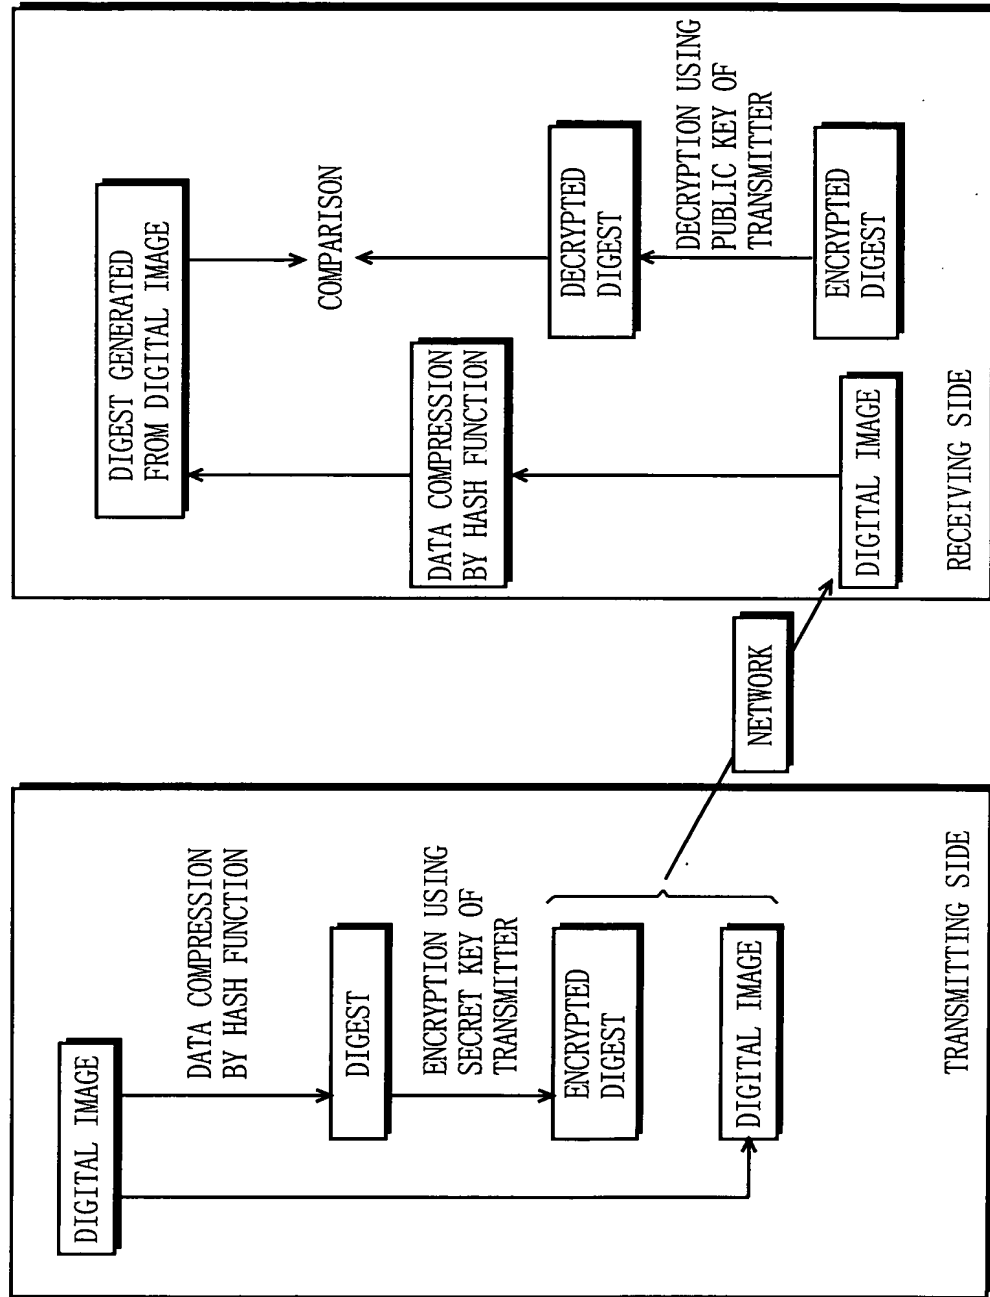 DIGITAL IMAGE
DATA COMPRESSION
BY HASH FUNCTION
DIGEST
ENCRYPTION USING
SECRET KEY OF
TRANSMITTER
ENCRYPTED
DIGEST
DIGITAL IMAGE
TRANSMITTING SIDE
NETWORK
DIGEST GENERATED
FROM DIGITAL IMAGE
COMPARISON
DATA COMPRESSION
BY HASH FUNCTION
DECRYPTED
DIGEST
DECRYPTION USING
PUBLIC KEY OF
TRANSMITTER
ENCRYPTED
DIGEST
DIGITAL IMAGE
RECEIVING SIDE